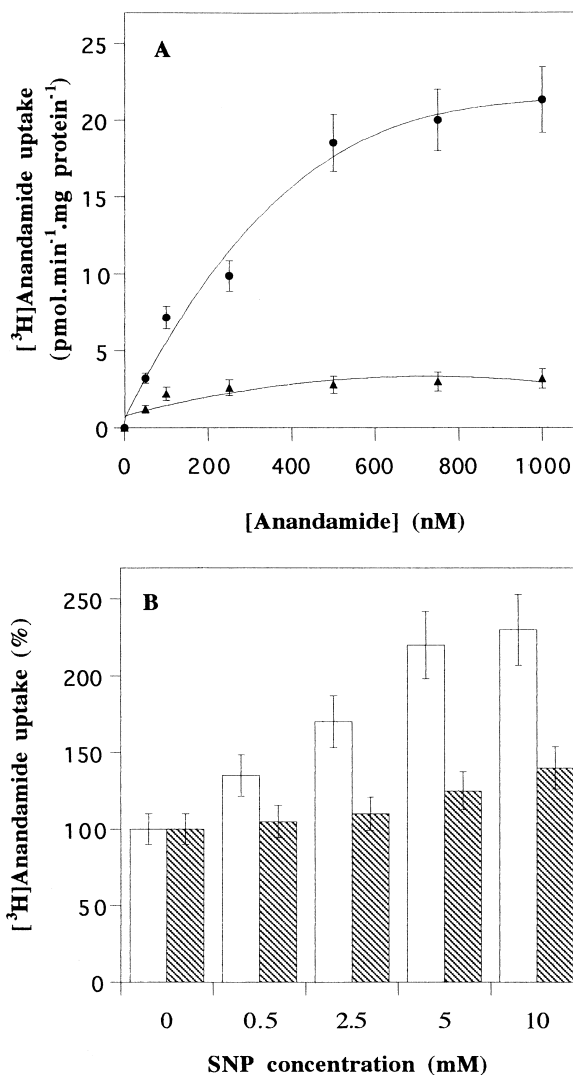 A
[³H]Anandamide uptake
(pmol.min⁻¹.mg protein⁻¹)
25
20
15
10
5
0
0 200 400 600 800 1000
[Anandamide] (nM)
B
[³H]Anandamide uptake (%)
250
200
150
100
50
0
0 0.5 2.5 5 10
SNP concentration (mM)